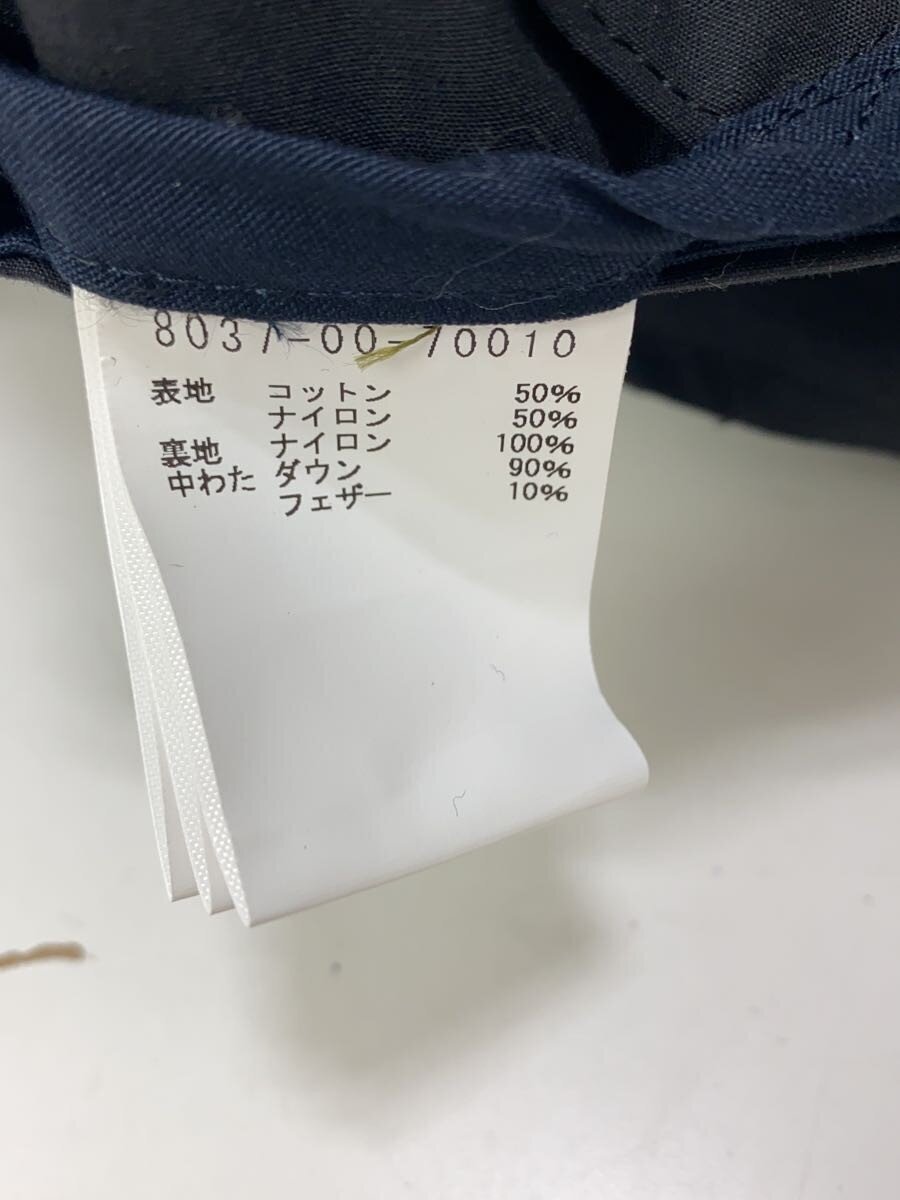 8037-00-70010
表地 コットン 50%
ナイロン 50%
裏地 ナイロン 100%
中わた ダウン 90%
フェザー 10%